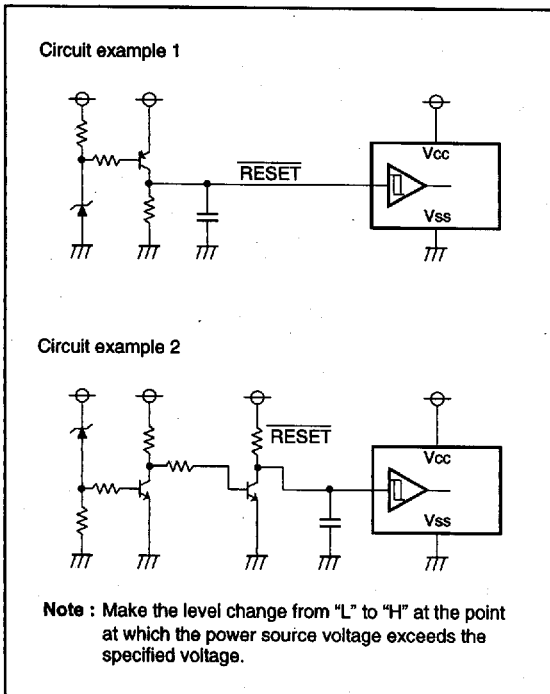 Circuit example 1
RESET
Vcc
Vss
Circuit example 2
RESET
Vcc
Vss
Note : Make the level change from “L” to “H” at the point
at which the power source voltage exceeds the
specified voltage.